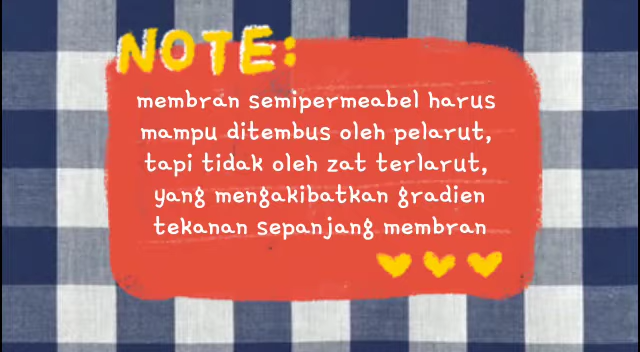 NOTE:
membran semipermeabel harus
mampu ditembus oleh pelarut,
tapi tidak oleh zat terlarut,
yang mengakibatkan gradien
tekanan sepanjang membran